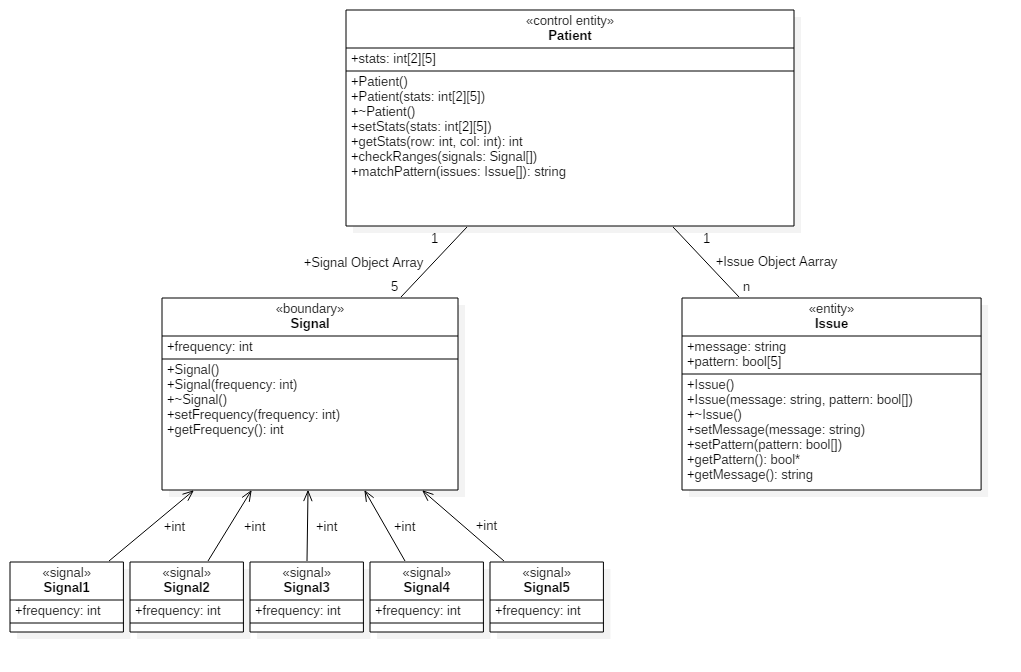 «control entity»
Patient
+stats: int[2][5]
+Patient()
+Patient(stats: int[2][5])
+~Patient()
+setStats(stats: int[2][5])
+getStats(row: int, col: int): int
+checkRanges(signals: Signal[])
+matchPattern(issues: Issue[]): string
1
1
+Signal Object Array
+Issue Object Aarray
5
n
«boundary»
Signal
+frequency: int
+Signal()
+Signal(frequency: int)
+~Signal()
+setFrequency(frequency: int)
+getFrequency(): int
«entity»
Issue
+message: string
+pattern: bool[5]
+Issue()
+Issue(message: string, pattern: bool[])
+~Issue()
+setMessage(message: string)
+setPattern(pattern: bool[])
+getPattern(): bool*
+getMessage(): string
+int
+int
+int
+int
+int
«signal»
Signal1
+frequency: int
«signal»
Signal2
+frequency: int
«signal»
Signal3
+frequency: int
«signal»
Signal4
+frequency: int
«signal»
Signal5
+frequency: int